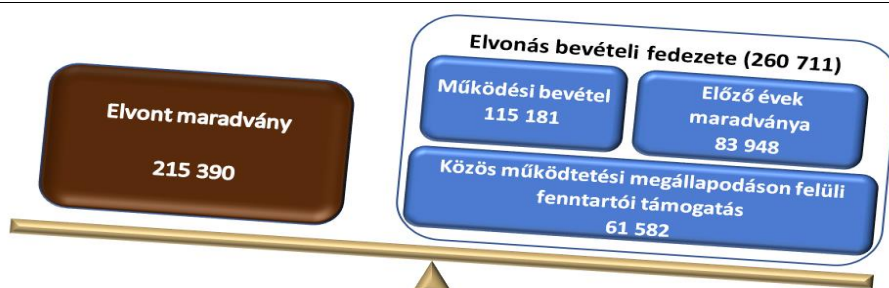 Elvont maradvány
215 390
Elvonás bevételi fedezete (260 711)
Működési bevétel
115 181
Előző évek
maradványa
83 948
Közös működtetési megállapodáson felüli
fenntartói támogatás
61 582